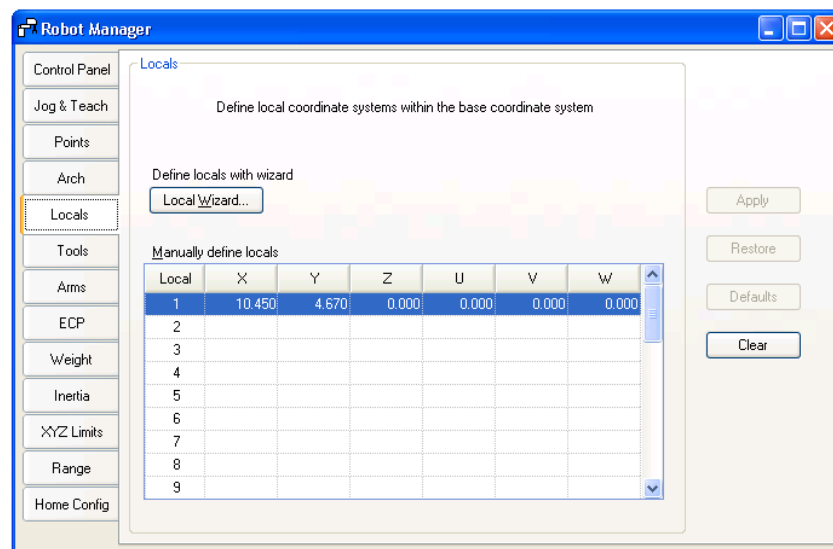 Robot Manager
Control Panel
Jog & Teach
Points
Arch
Locals
Tools
Arms
ECP
Weight
Inertia
XYZ Limits
Range
Home Config
Locals
Define local coordinate systems within the base coordinate system
Define locals with wizard
Local Wizard...
Manually define locals
Local X Y Z U V W
1 10.450 4.670 0.000 0.000 0.000 0.000
2
3
4
5
6
7
8
9
Apply
Restore
Defaults
Clear